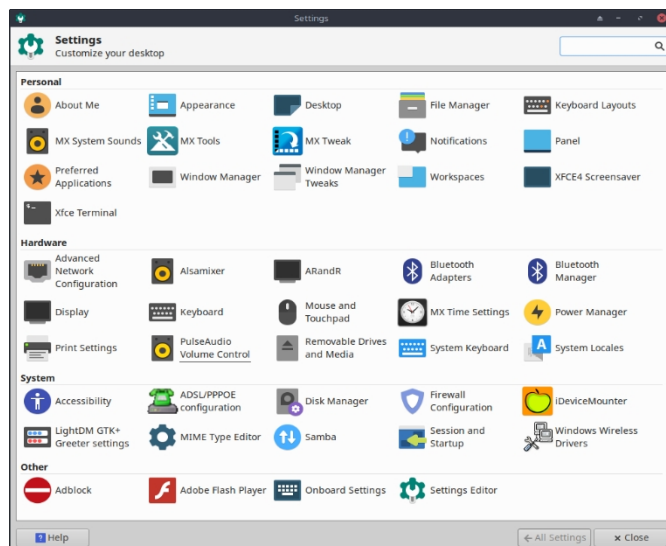 Settings
Settings
Customize your desktop
Personal
About Me
Appearance
Desktop
File Manager
Keyboard Layouts
MX System Sounds
MX Tools
MX Tweak
Notifications
Panel
Preferred
Applications
Window Manager
Window Manager
Tweaks
Workspaces
XFCE4 Screensaver
Xfce Terminal
Hardware
Advanced
Network
Configuration
Alsamixer
ARandR
Bluetooth
Adapters
Bluetooth
Manager
Display
Keyboard
Mouse and
Touchpad
MX Time Settings
Power Manager
Print Settings
PulseAudio
Volume Control
Removable Drives
and Media
System Keyboard
A
System Locales
System
Accessibility
ADSL/PPPOE
configuration
Disk Manager
Firewall
Configuration
iDeviceMounter
LightDM GTK+
Greeter settings
MIME Type Editor
Samba
Session and
Startup
Windows Wireless
Drivers
Other
Adblock
Adobe Flash Player
Onboard Settings
Settings Editor
? Help
← All Settings
x Close